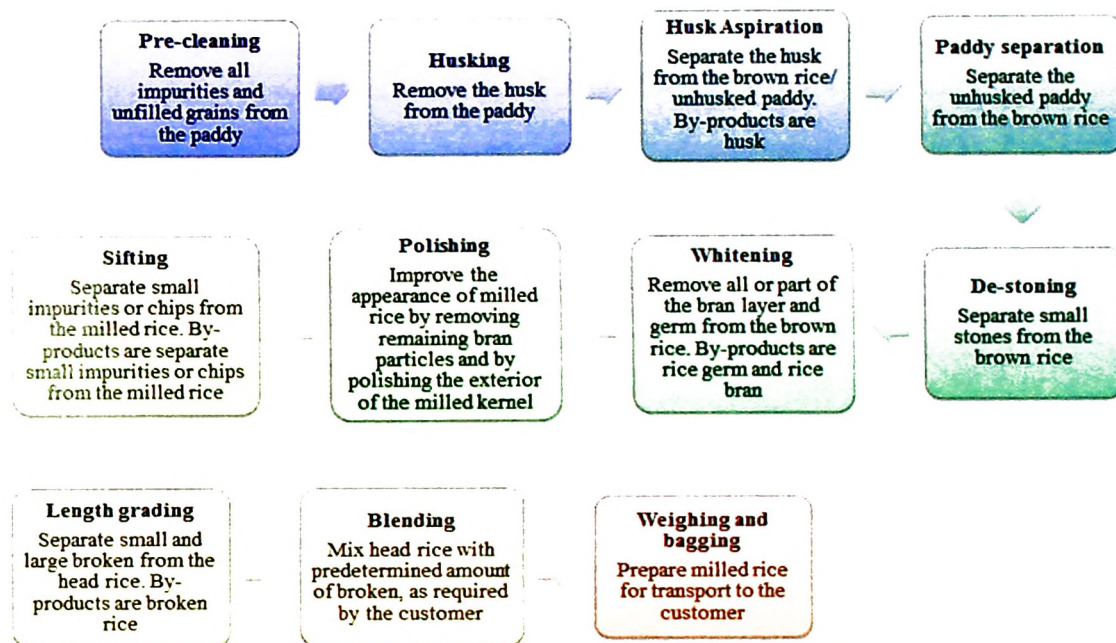 Pre-cleaning
Remove all
impurities and
unfilled grains from
the paddy
Husking
Remove the husk
from the paddy
Husk Aspiration
Separate the husk
from the brown rice/
unhusked paddy.
By-products are
husk
Paddy separation
Separate the
unhusked paddy
from the brown rice
De-stoning
Separate small
stones from the
brown rice
Whitening
Remove all or part of
the bran layer and
germ from the brown
rice. By-products are
rice germ and rice
bran
Polishing
Improve the
appearance of milled
rice by removing
remaining bran
particles and by
polishing the exterior
of the milled kernel
Sifting
Separate small
impurities or chips from
the milled rice. By-
products are separate
small impurities or chips
from the milled rice
Length grading
Separate small and
large broken from the
head rice. By-
products are broken
rice
Blending
Mix head rice with
predetermined amount
of broken, as required
by the customer
Weighing and
bagging
Prepare milled rice
for transport to the
customer